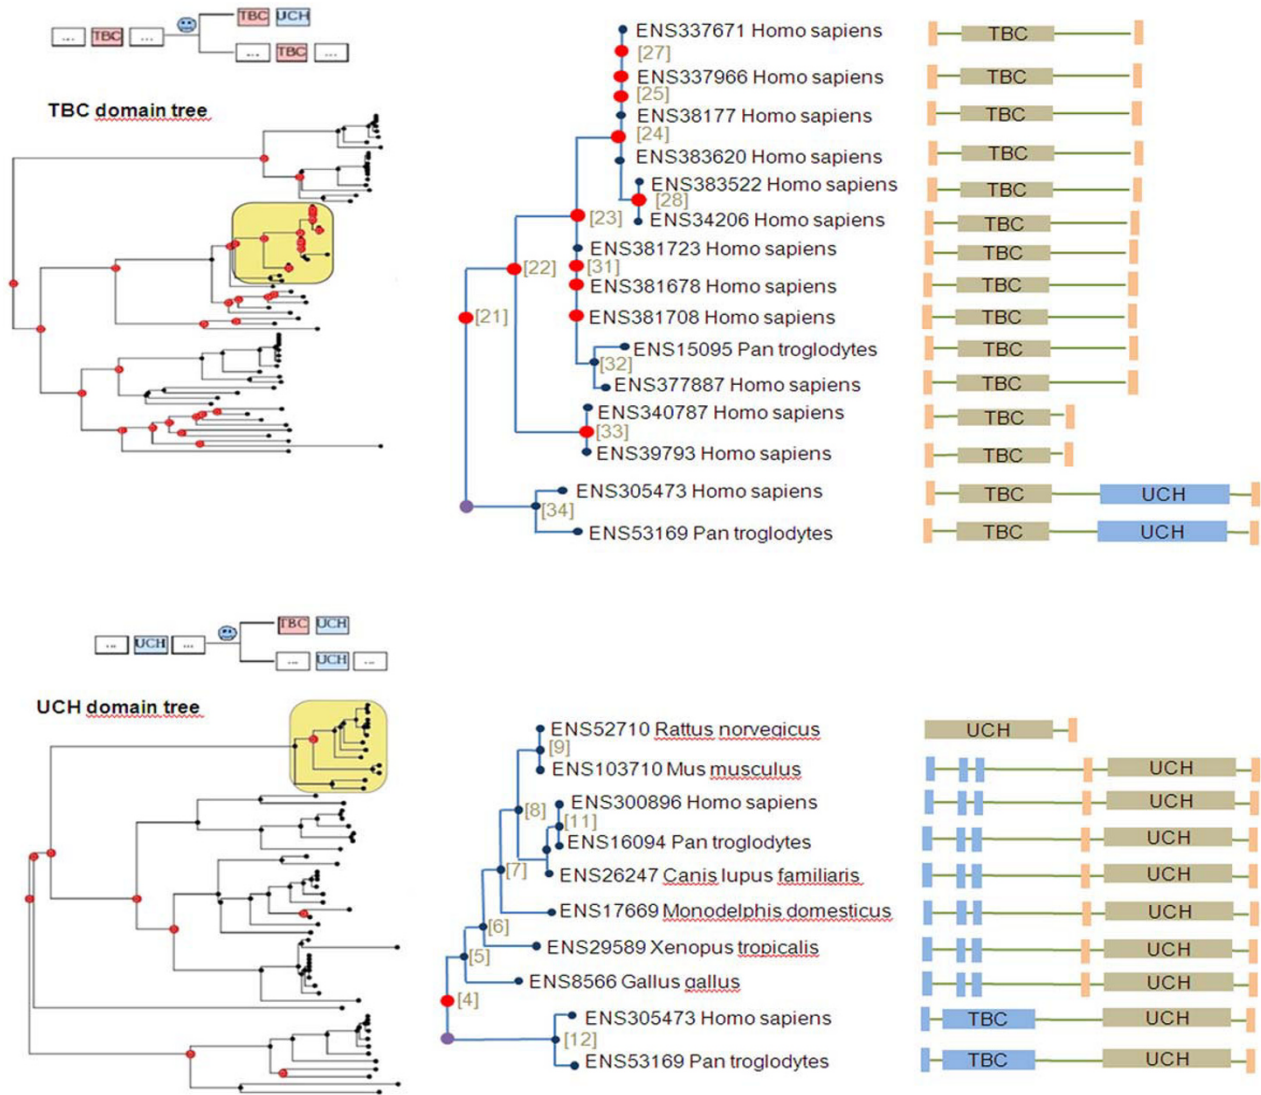 TBC UCH
... TBC ...
... TBC ...
TBC domain tree
ENS337671 Homo sapiens TBC
[27]
ENS337966 Homo sapiens TBC
[25]
ENS38177 Homo sapiens TBC
[24]
ENS383620 Homo sapiens TBC
ENS383522 Homo sapiens TBC
[28]
ENS34206 Homo sapiens TBC
[23]
ENS381723 Homo sapiens TBC
[22] [31]
ENS381678 Homo sapiens TBC
[21]
ENS381708 Homo sapiens TBC
ENS15095 Pan troglodytes TBC
[32]
ENS377887 Homo sapiens TBC
ENS340787 Homo sapiens TBC
[33]
ENS39793 Homo sapiens TBC
ENS305473 Homo sapiens TBC UCH
[34]
ENS53169 Pan troglodytes TBC UCH
TBC UCH
... UCH ...
... UCH ...
UCH domain tree
ENS52710 Rattus norvegicus UCH
[9]
ENS103710 Mus musculus UCH
ENS300896 Homo sapiens UCH
[8] [11]
ENS16094 Pan troglodytes UCH
[7]
ENS26247 Canis lupus familiaris UCH
ENS17669 Monodelphis domesticus UCH
[6]
ENS29589 Xenopus tropicalis UCH
[5]
ENS8566 Gallus gallus UCH
[4]
ENS305473 Homo sapiens TBC UCH
[12]
ENS53169 Pan troglodytes TBC UCH